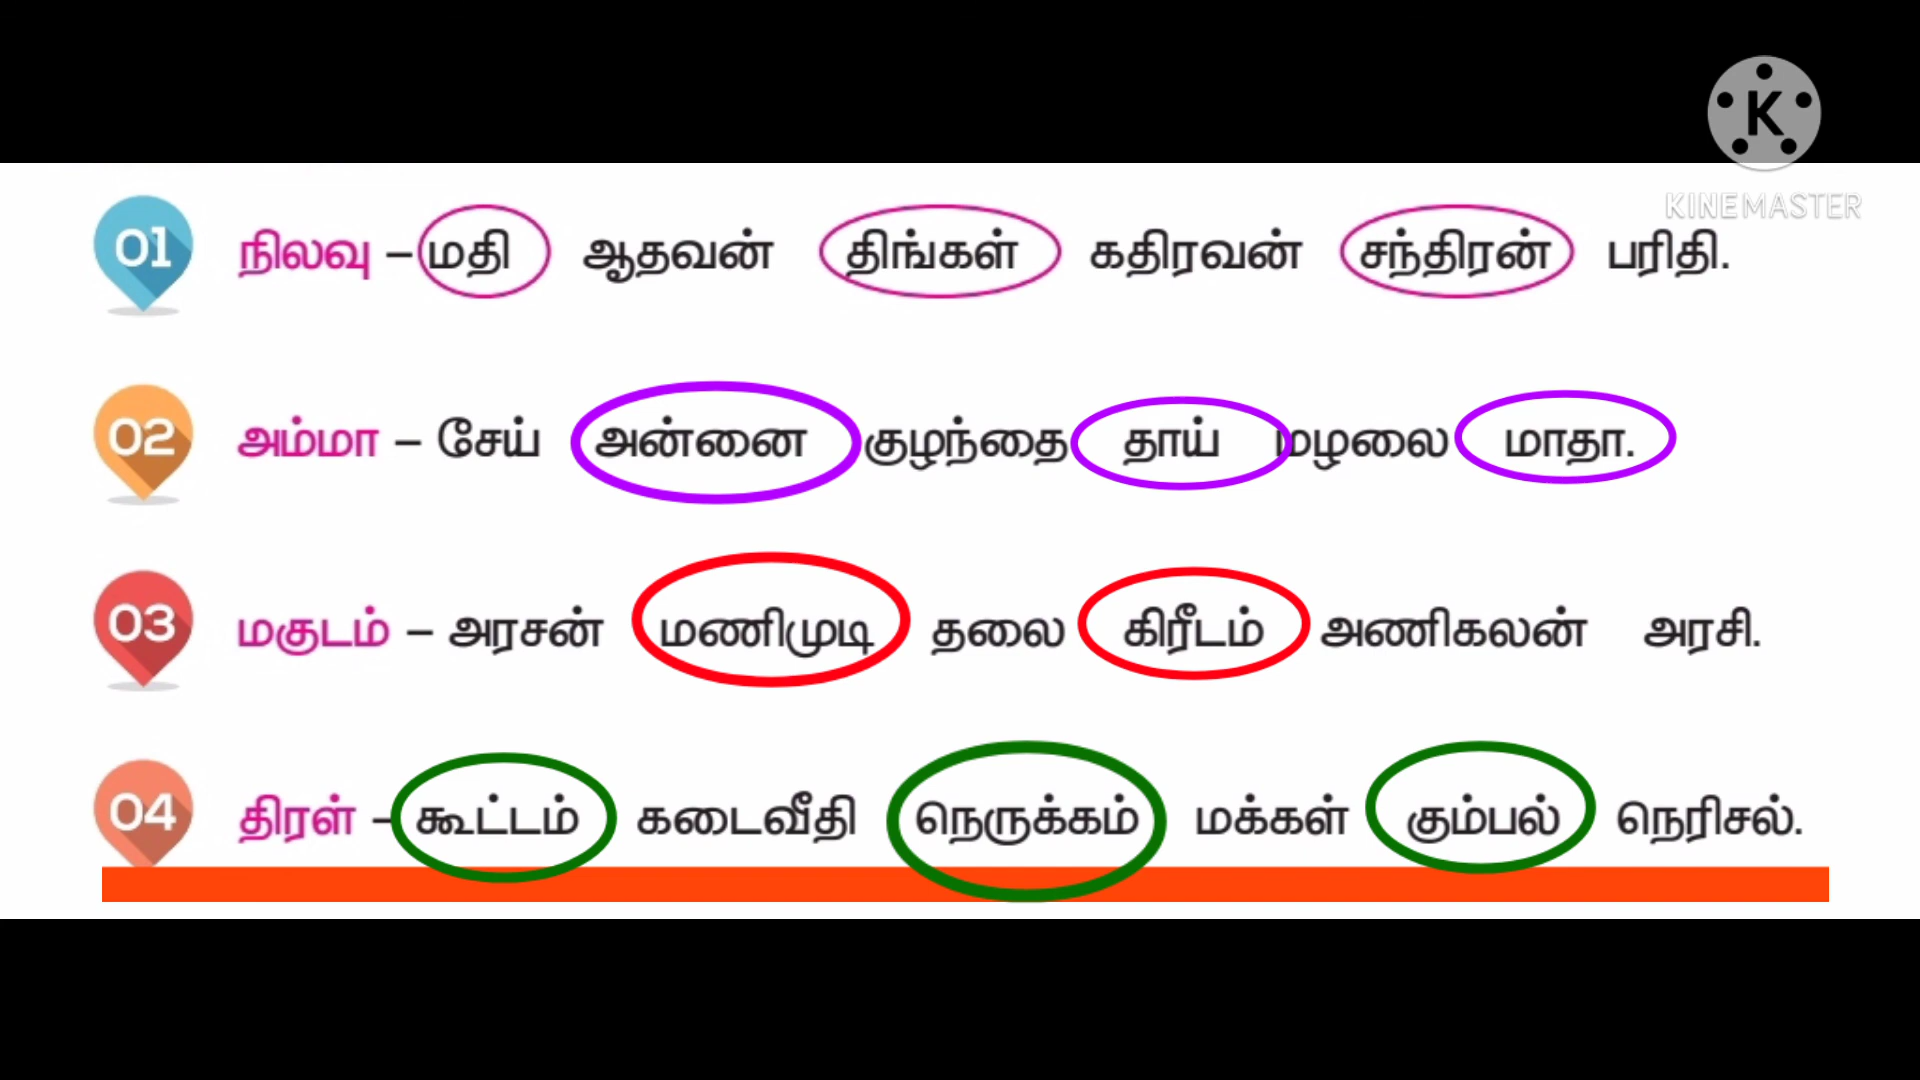 K
KINEMASTER
01 நிலவு – மதி ஆதவன் திங்கள் கதிரவன் சந்திரன் பரிதி.
02 அம்மா – சேய் அன்னை குழந்தை தாய் மழலை மாதா.
03 மகுடம் – அரசன் மணிமுடி தலை கிரீடம் அணிகலன் அரசி.
04 திரள் – கூட்டம் கடைவீதி நெருக்கம் மக்கள் கும்பல் நெரிசல்.